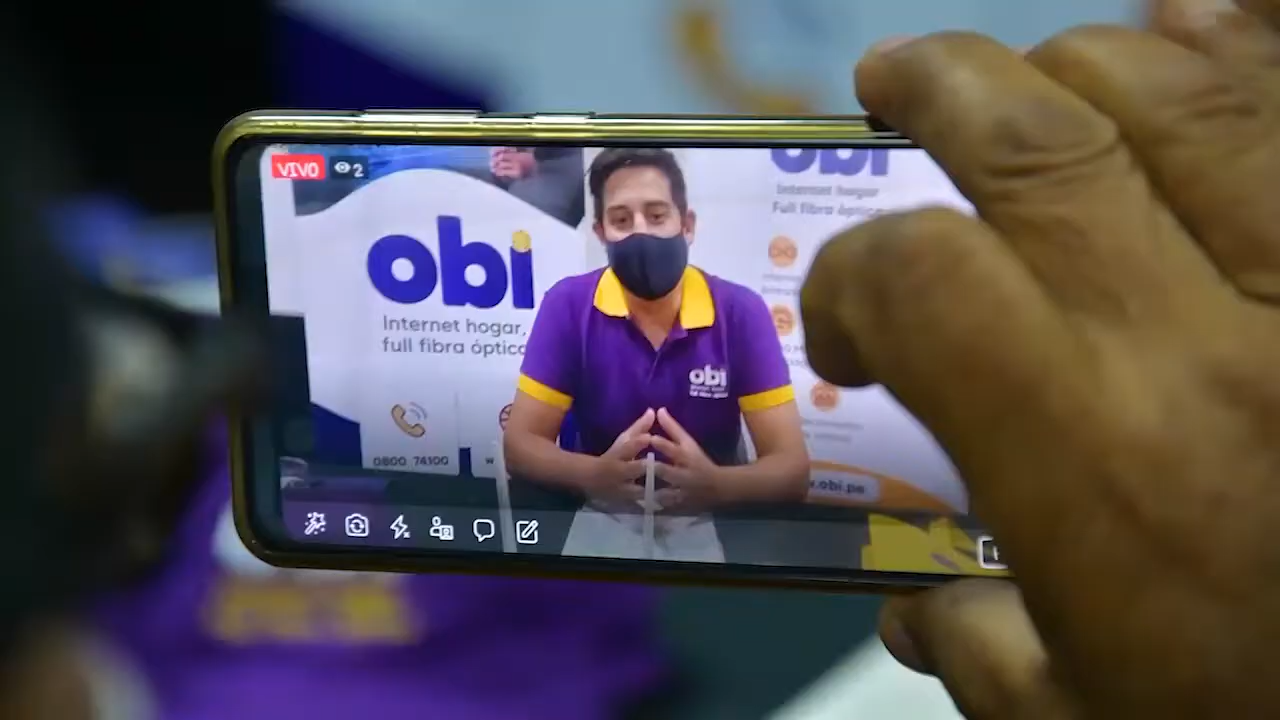 VIVO
2
obi
Internet hogar,
full fibra óptica
0800 74100
w
obi
Internet hogar
Full fibra óptica
obi
.obi.pe